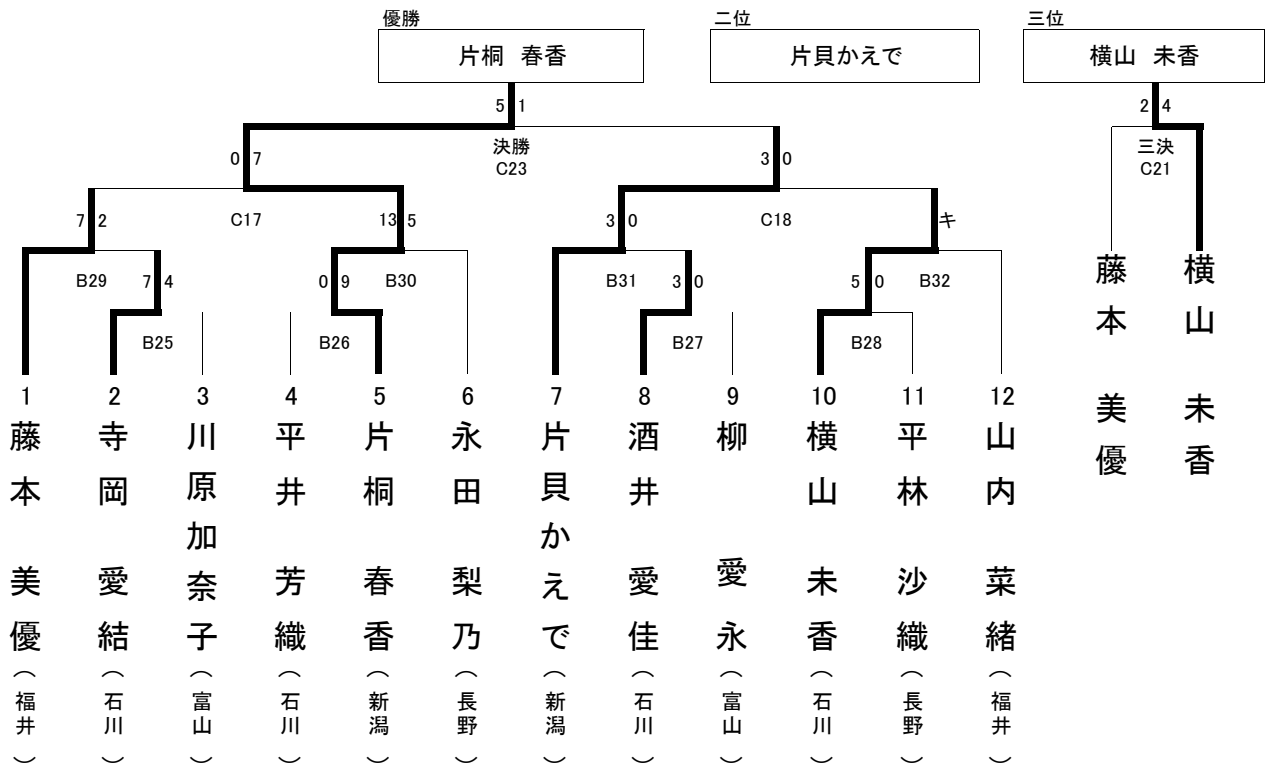 優勝
二位
三位
片桐 春香
片貝かえで
横山 未香
5 1
2 4
決勝
C23
三決
C21
0 7
3 0
7 2
C17
13 5
3 0
C18
キ
B29
7 4
0 9
B30
B31
3 0
5 0
B32
B25
B26
B27
B28
藤本 美優
横山 未香
1 藤本 美優（福井）
2 寺岡 愛結（石川）
3 川原加奈子（富山）
4 平井 芳織（石川）
5 片桐 春香（新潟）
6 永田 梨乃（長野）
7 片貝かえで（新潟）
8 酒井 愛佳（石川）
9 柳 愛永（富山）
10 横山 未香（石川）
11 平林 沙織（長野）
12 山内 菜緒（福井）